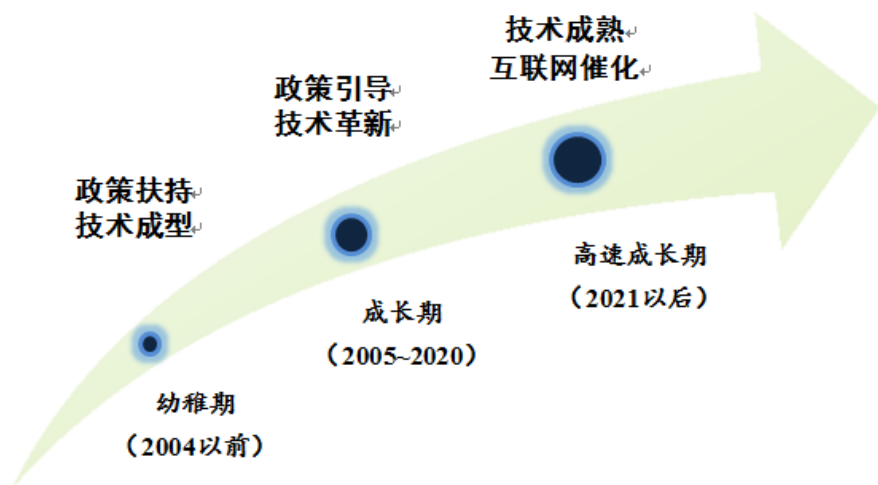 技术成熟
互联网催化
政策引导
技术革新
政策扶持
技术成型
高速成长期
（2021以后）
成长期
（2005~2020）
幼稚期
（2004以前）